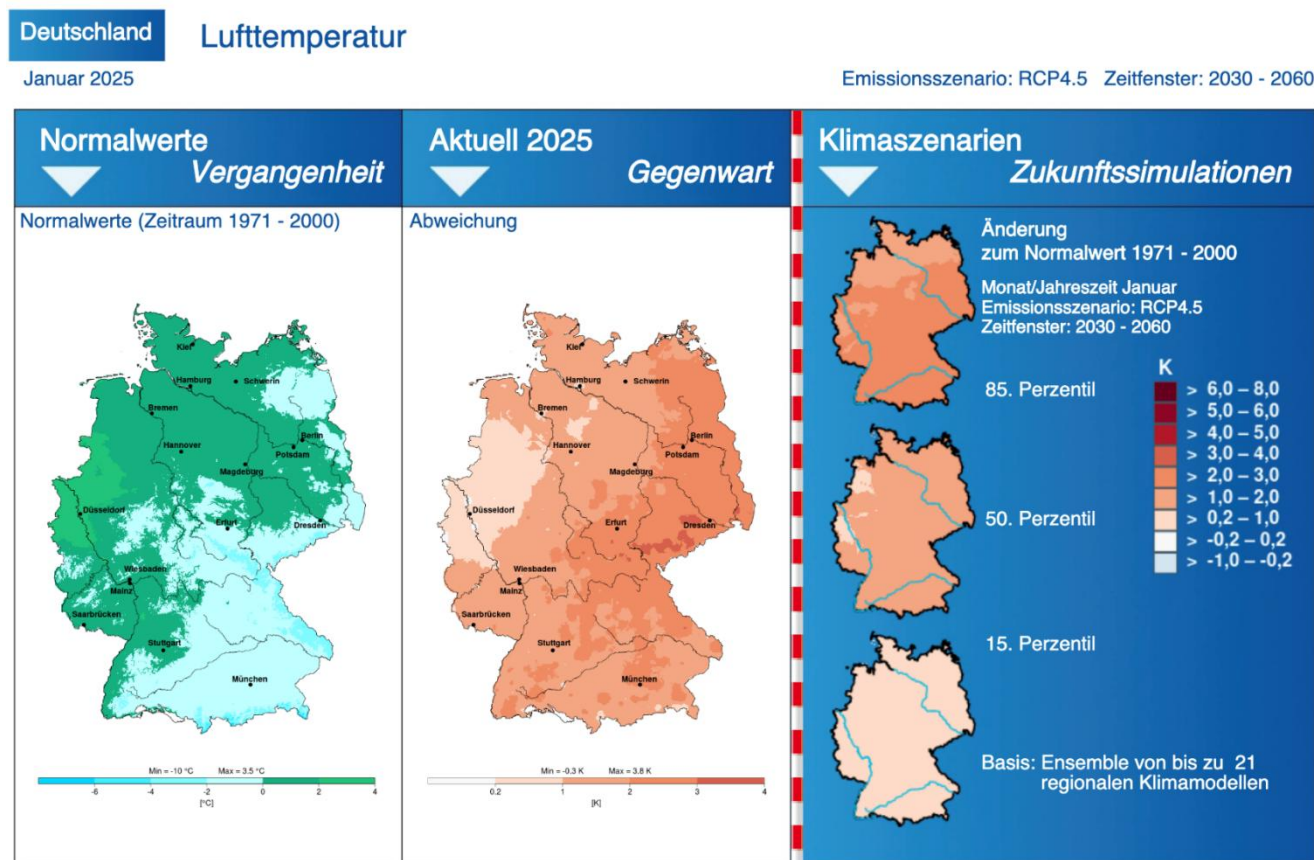 Deutschland
Lufttemperatur
Januar 2025
Emissionsszenario: RCP4.5 Zeitfenster: 2030 - 2060
Normalwerte
Vergangenheit
Normalwerte (Zeitraum 1971 - 2000)
Kiel
Hamburg
Schwerin
Bremen
Berlin
Hannover
Potsdam
Magdeburg
Düsseldorf
Erfurt
Dresden
Wiesbaden
Mainz
Saarbrücken
Stuttgart
München
Min = -10 °C Max = 3.5 °C
-6 -4 -2 0 2 4
[°C]
Aktuell 2025
Gegenwart
Abweichung
Kiel
Hamburg
Schwerin
Bremen
Berlin
Hannover
Potsdam
Magdeburg
Düsseldorf
Erfurt
Dresden
Wiesbaden
Mainz
Saarbrücken
Stuttgart
München
Min = -0.3 K Max = 3.8 K
0.2 1 2 3 4
[K]
Klimaszenarien
Zukunftssimulationen
Änderung
zum Normalwert 1971 - 2000
Monat/Jahreszeit Januar
Emissionsszenario: RCP4.5
Zeitfenster: 2030 - 2060
85. Perzentil
50. Perzentil
15. Perzentil
K
> 6,0 – 8,0
> 5,0 – 6,0
> 4,0 – 5,0
> 3,0 – 4,0
> 2,0 – 3,0
> 1,0 – 2,0
> 0,2 – 1,0
> -0,2 – 0,2
> -1,0 – -0,2
Basis: Ensemble von bis zu 21
regionalen Klimamodellen